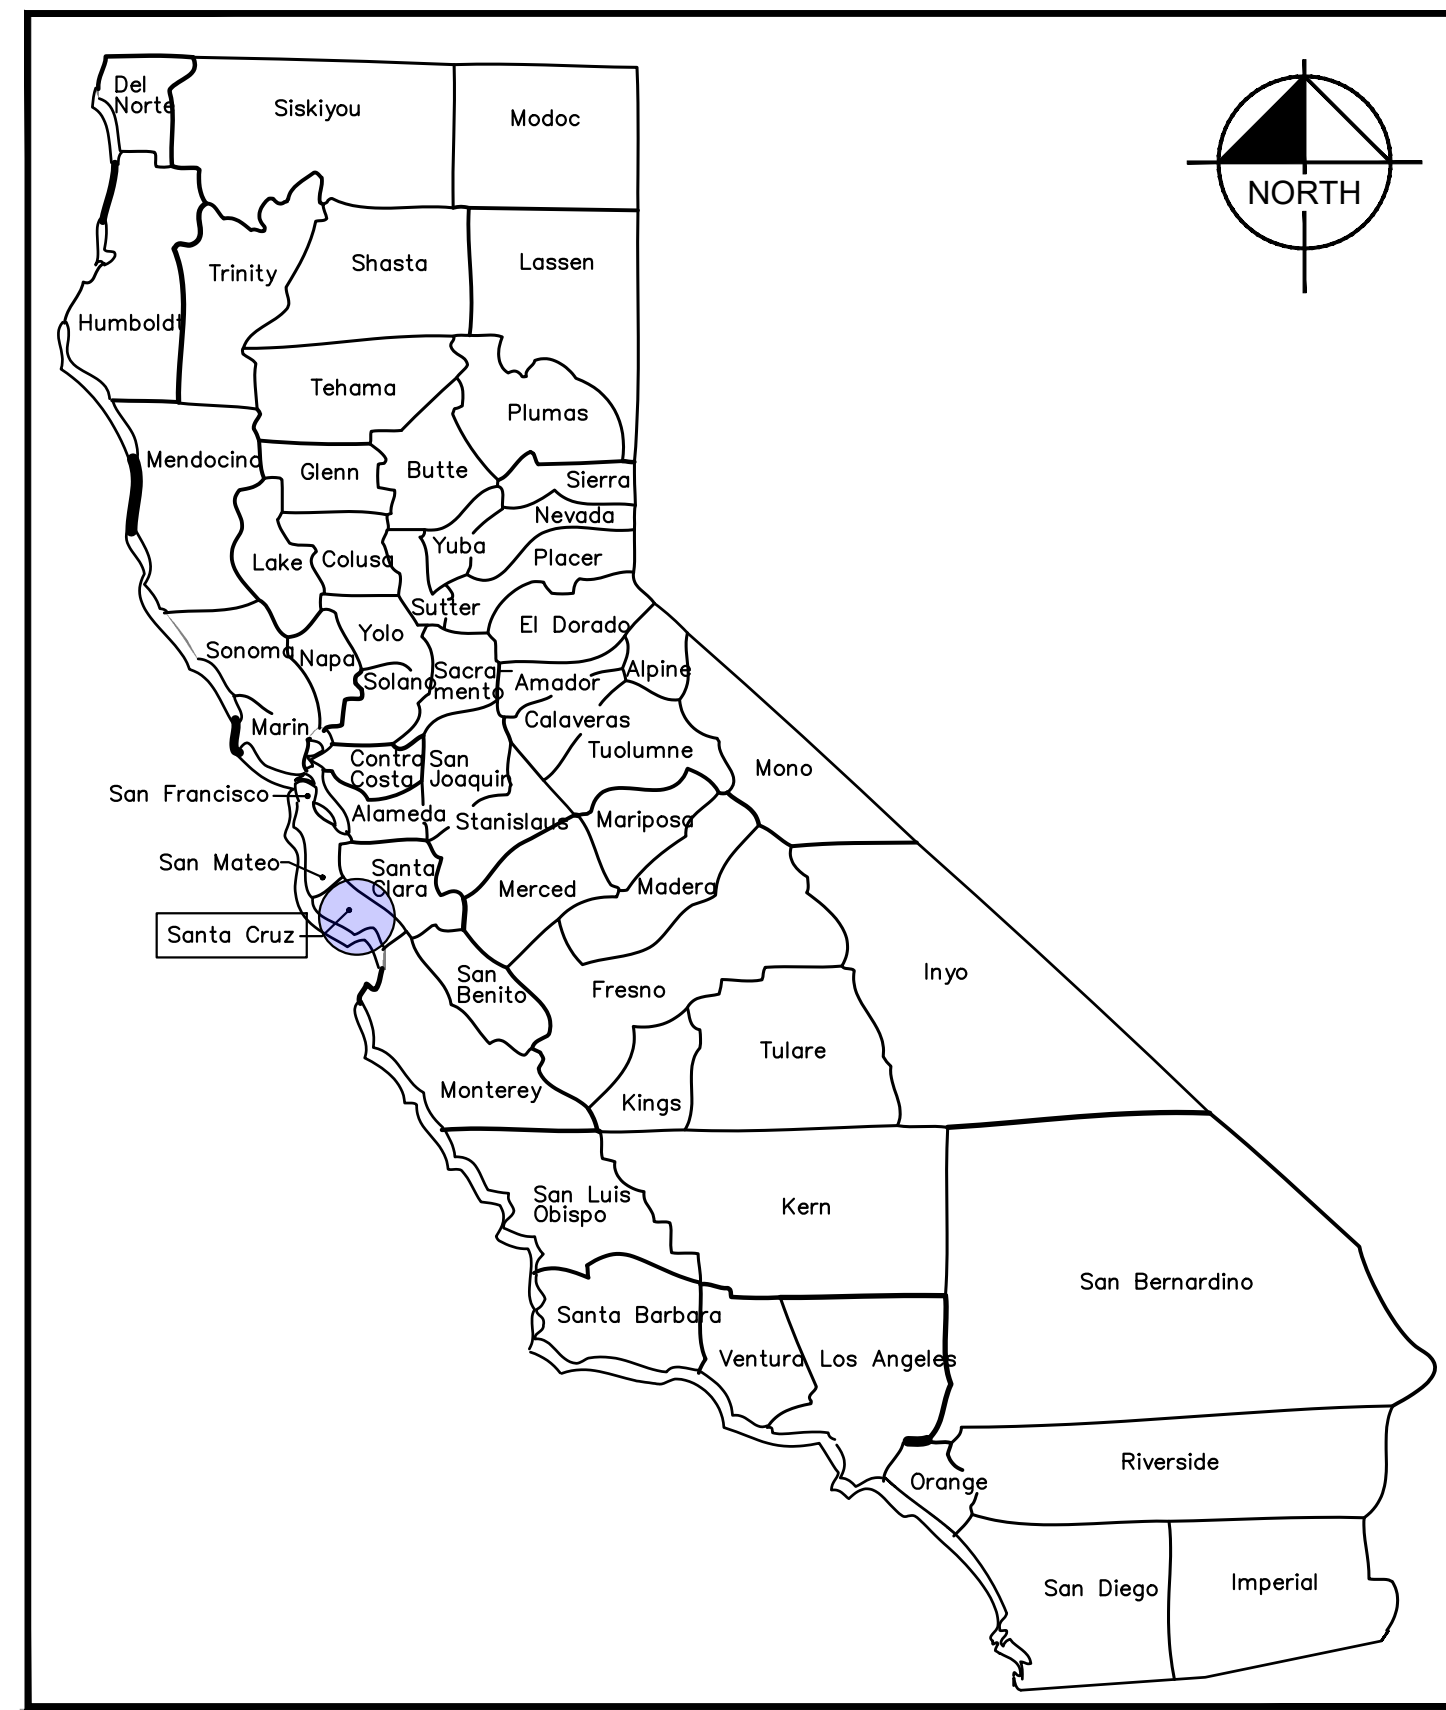 Del
Norte
Siskiyou
Modoc
NORTH
Trinity
Shasta
Lassen
Humboldt
Tehama
Plumas
Mendocino
Glenn
Butte
Sierra
Nevada
Yuba
Placer
Lake
Colusa
Sutter
El Dorado
Yolo
Sonoma
Napa
Solano
Sacra-
mento
Amador
Alpine
Calaveras
Marin
Tuolumne
Contra
Costa
San
Joaquin
Mono
San Francisco
Alameda
Stanislaus
Mariposa
San Mateo
Santa
Clara
Merced
Madera
Santa Cruz
San
Benito
Fresno
Inyo
Tulare
Monterey
Kings
San Luis
Obispo
Kern
San Bernardino
Santa Barbara
Ventura
Los Angeles
Riverside
Orange
San Diego
Imperial